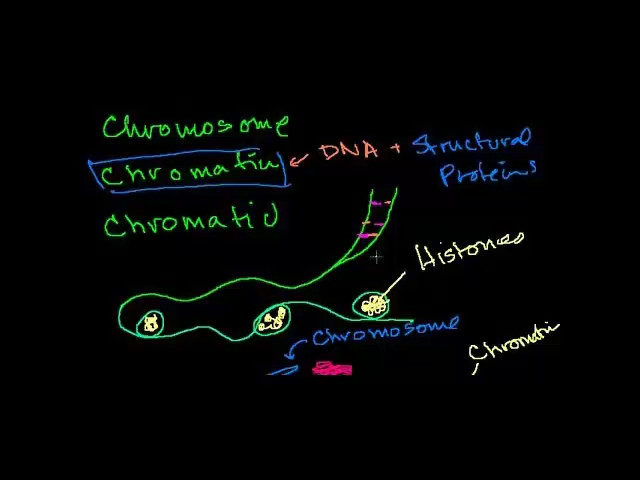 Chromosome
Chromatin ← DNA + Structural Proteins
Chromatid
Histones
Chromosome
Chromatin